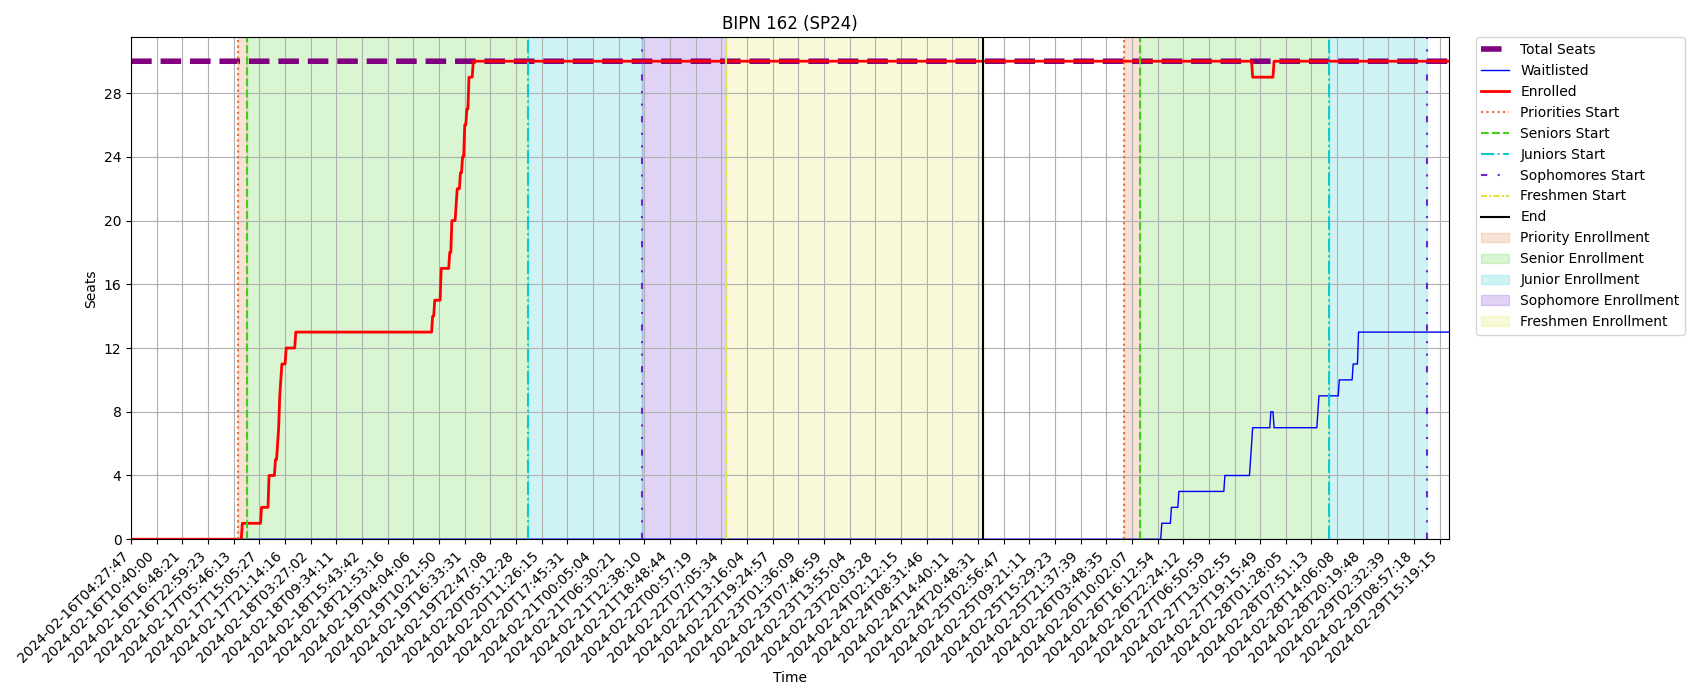 BIPN 162 (SP24)
Total Seats
Waitlisted
Enrolled
Priorities Start
Seniors Start
Juniors Start
Sophomores Start
Freshmen Start
End
Priority Enrollment
Senior Enrollment
Junior Enrollment
Sophomore Enrollment
Freshmen Enrollment
Seats
28
24
20
16
12
8
4
0
2024-02-16T04:27:47
2024-02-16T10:40:00
2024-02-16T16:48:21
2024-02-16T22:59:23
2024-02-17T05:46:13
2024-02-17T15:05:27
2024-02-17T21:14:16
2024-02-18T03:27:02
2024-02-18T09:34:11
2024-02-18T15:43:42
2024-02-18T21:53:16
2024-02-19T04:04:06
2024-02-19T10:21:50
2024-02-19T16:33:31
2024-02-19T22:47:08
2024-02-20T05:12:28
2024-02-20T11:26:15
2024-02-20T17:45:31
2024-02-21T00:05:04
2024-02-21T06:30:21
2024-02-21T12:38:10
2024-02-21T18:48:44
2024-02-22T00:57:19
2024-02-22T07:05:34
2024-02-22T13:16:04
2024-02-22T19:24:57
2024-02-23T01:36:09
2024-02-23T07:46:59
2024-02-23T13:55:04
2024-02-23T20:03:28
2024-02-24T02:12:15
2024-02-24T08:31:46
2024-02-24T14:40:11
2024-02-24T20:48:31
2024-02-25T02:56:47
2024-02-25T09:21:11
2024-02-25T15:29:23
2024-02-25T21:37:39
2024-02-26T03:48:35
2024-02-26T10:02:07
2024-02-26T16:12:54
2024-02-26T22:24:12
2024-02-27T06:50:59
2024-02-27T13:02:55
2024-02-27T19:15:49
2024-02-28T01:28:05
2024-02-28T07:51:13
2024-02-28T14:06:08
2024-02-28T20:19:48
2024-02-29T02:32:39
2024-02-29T08:57:18
2024-02-29T15:19:15
Time